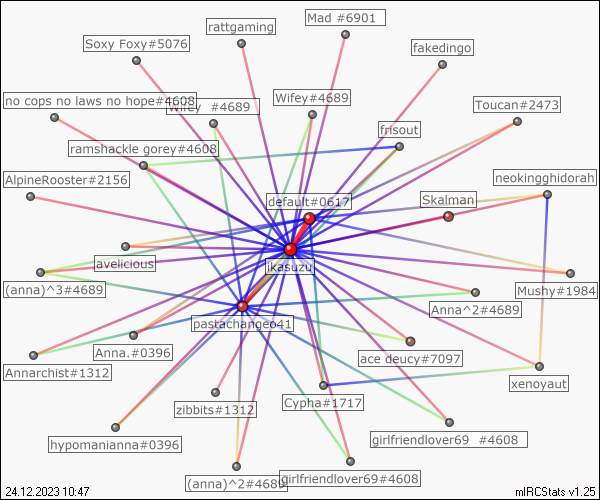 Mad #6901
rattgaming
Soxy Foxy#5076
fakedingo
no cops no laws no hope#4608
Wifey #4689
Wifey#4689
Toucan#2473
frisout
ramshackle gorey#4608
AlpineRooster#2156
neokingghidorah
default#0617
Skalman
avelicious
jkasuzu
(anna)^3#4689
Mushy#1984
Anna^2#4689
pastachangeo41
Anna.#0396
ace deucy#7097
Annarchist#1312
xenoyaut
zibbits#1312
Cypha#1717
hypomanianna#0396
girlfriendlover69 #4608
(anna)^2#4689
girlfriendlover69#4608
24.12.2023 10:47
mIRCStats v1.25